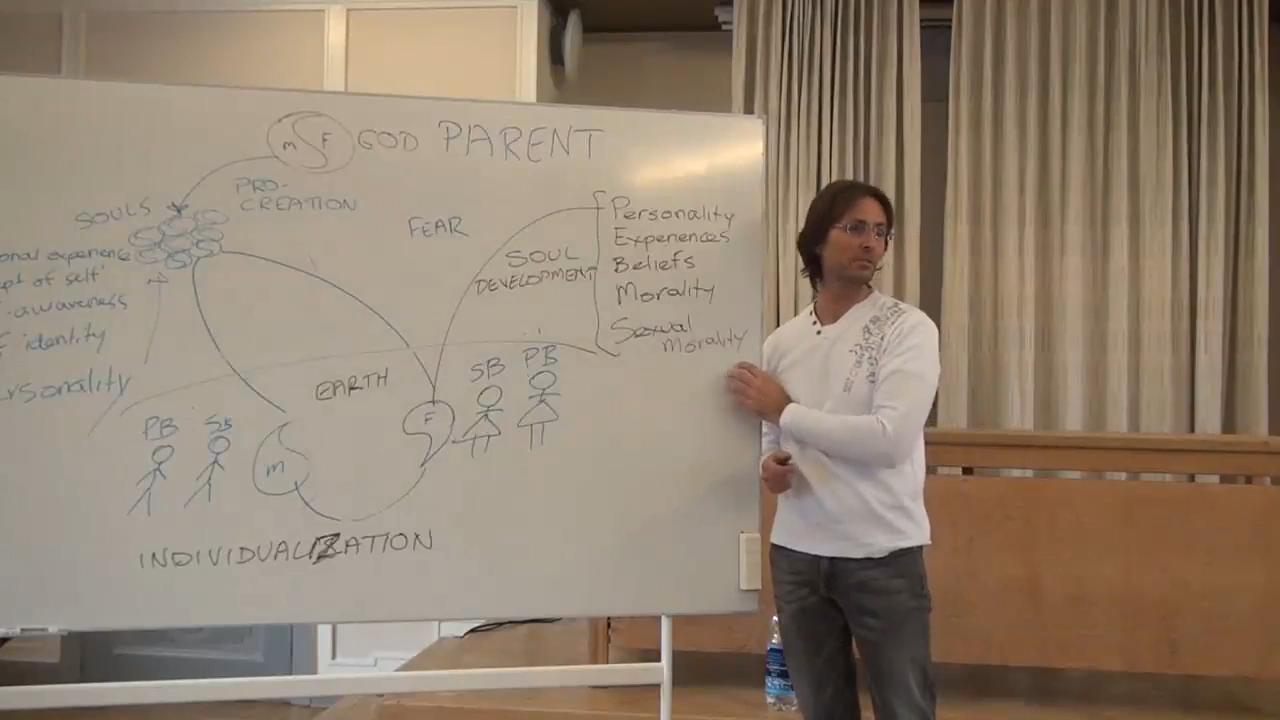 M F GOD PARENT
PRO-
CREATION
SOULS
onal experience
pt of self'
-awareness
F identity
rsonality
FEAR
SOUL
DEVELOPMENT
Personality
Experiences
Beliefs
Morality
Sexual
Morality
EARTH
PB SB
M
F
SB PB
INDIVIDUALIZATION